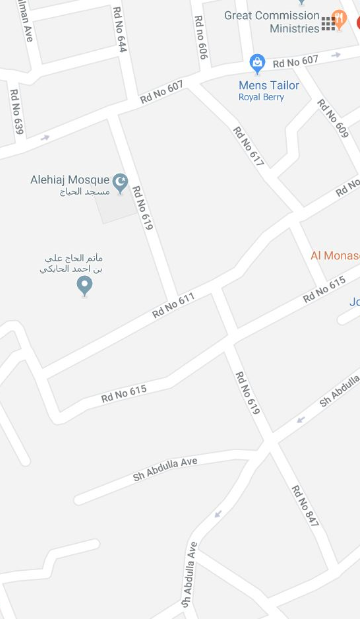 Rd No 644
Rd no 606
Great Commission
Ministries
Rd No 607
Mens Tailor
Royal Berry
Rd No 607
Rd No 639
Rd No 609
Rd No 617
Alehiaj Mosque
مسجد الحياج
Rd No 619
Rd No
مأتم الحاج علي
بن احمد الحايكي
Al Monas
Rd No 611
Rd No 615
Rd No 615
Rd No 619
Sh Abdulla
Sh Abdulla Ave
Rd No 847
Sh Abdulla Ave